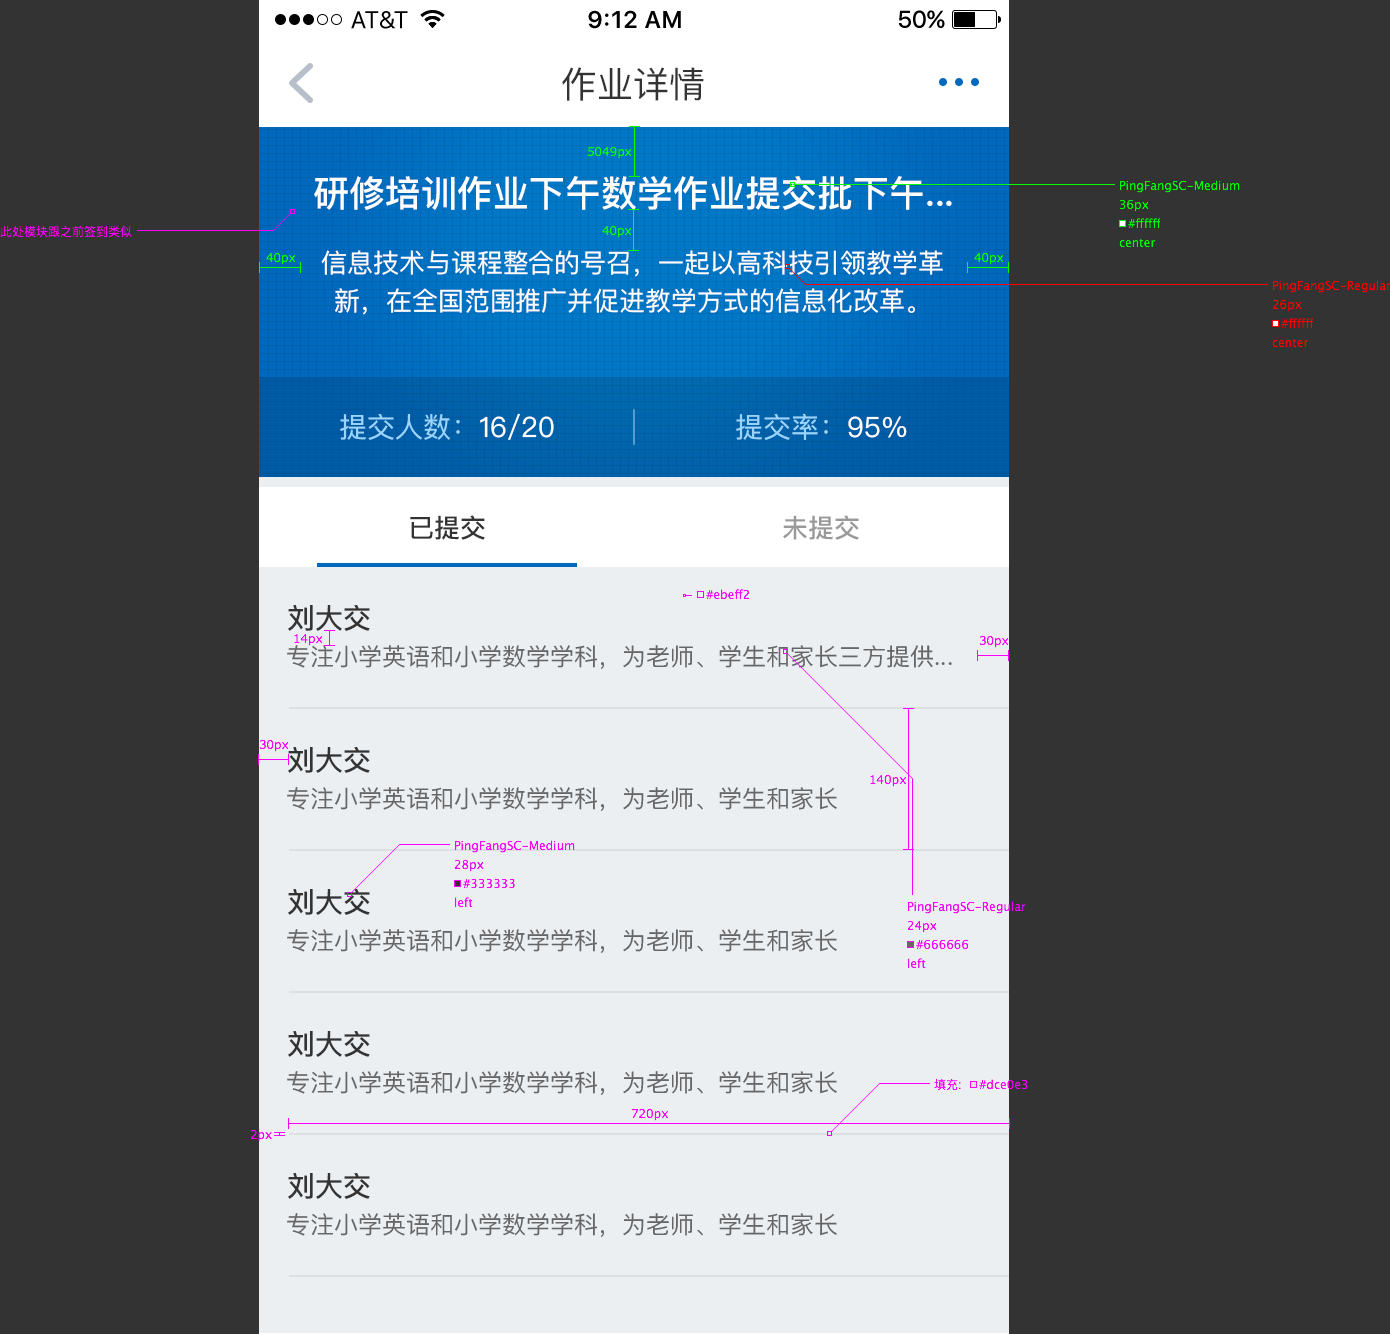 AT&T 9:12 AM 50%
作业详情
5049px
研修培训作业下午数学作业提交批下午...
PingFangSC-Medium
36px
#ffffff
center
此处模块跟之前签到类似
40px
40px
40px
信息技术与课程整合的号召，一起以高科技引领教学革
新，在全国范围推广并促进教学方式的信息化改革。
PingFangSC-Regular
26px
#ffffff
center
提交人数：16/20
提交率：95%
已提交
未提交
#ebeff2
刘大交
14px
30px
专注小学英语和小学数学学科，为老师、学生和家长三方提供...
30px
刘大交
140px
专注小学英语和小学数学学科，为老师、学生和家长
PingFangSC-Medium
28px
#333333
left
刘大交
专注小学英语和小学数学学科，为老师、学生和家长
PingFangSC-Regular
24px
#666666
left
刘大交
专注小学英语和小学数学学科，为老师、学生和家长
填充：#dce0e3
720px
2px
刘大交
专注小学英语和小学数学学科，为老师、学生和家长